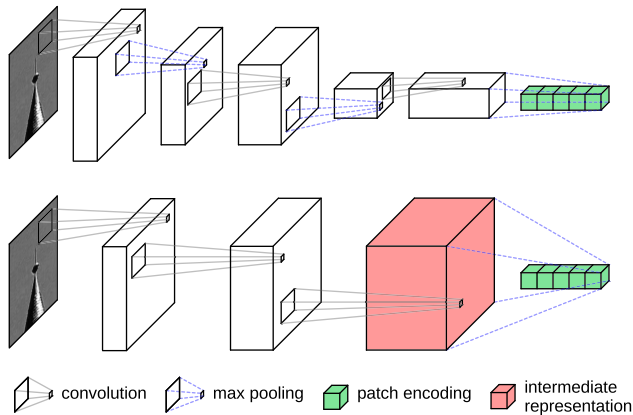 convolution
max pooling
patch encoding
intermediate
representation